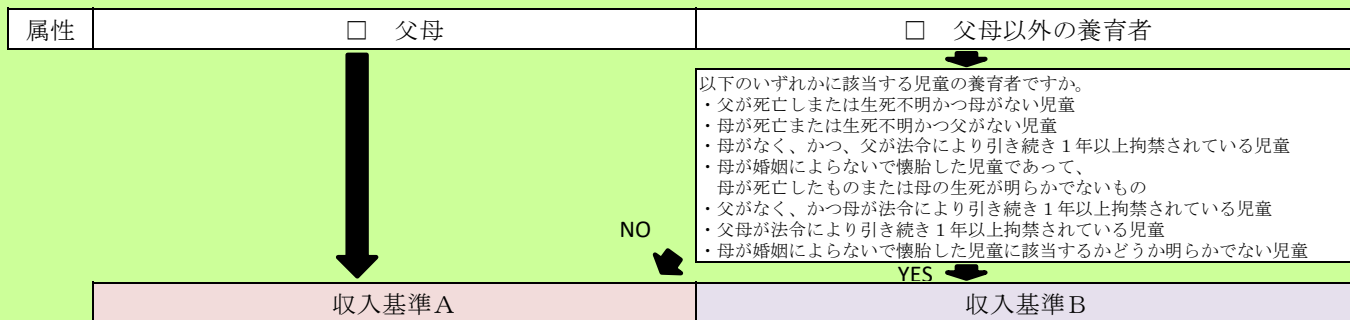 属性
□ 父母
□ 父母以外の養育者
以下のいずれかに該当する児童の養育者ですか。
・父が死亡しまたは生死不明かつ母がない児童
・母が死亡または生死不明かつ父がない児童
・母がなく、かつ、父が法令により引き続き１年以上拘禁されている児童
・母が婚姻によらないで懐胎した児童であって、
母が死亡したものまたは母の生死が明らかでないもの
・父がなく、かつ母が法令により引き続き１年以上拘禁されている児童
・父母が法令により引き続き１年以上拘禁されている児童
・母が婚姻によらないで懐胎した児童に該当するかどうか明らかでない児童
NO
YES
収入基準Ａ
収入基準Ｂ